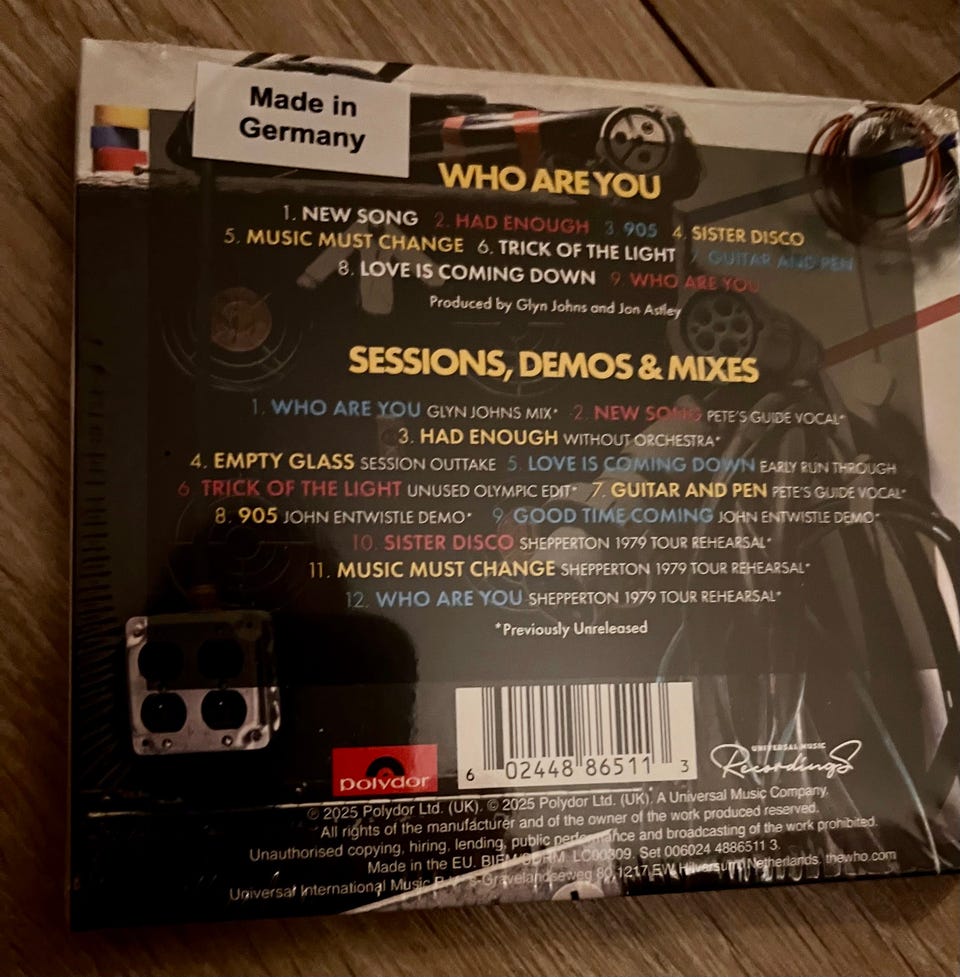 Made in
Germany
WHO ARE YOU
1. NEW SONG 2. HAD ENOUGH 3. 905 4. SISTER DISCO
5. MUSIC MUST CHANGE 6. TRICK OF THE LIGHT 7. GUITAR AND PEN
8. LOVE IS COMING DOWN 9. WHO ARE YOU
Produced by Glyn Johns and Jon Astley
SESSIONS, DEMOS & MIXES
1. WHO ARE YOU GLYN JOHNS MIX* 2. NEW SONG PETE'S GUIDE VOCAL*
3. HAD ENOUGH WITHOUT ORCHESTRA*
4. EMPTY GLASS SESSION OUTTAKE 5. LOVE IS COMING DOWN EARLY RUN THROUGH
6. TRICK OF THE LIGHT UNUSED OLYMPIC EDIT* 7. GUITAR AND PEN PETE'S GUIDE VOCAL*
8. 905 JOHN ENTWISTLE DEMO* 9. GOOD TIME COMING JOHN ENTWISTLE DEMO*
10. SISTER DISCO SHEPPERTON 1979 TOUR REHEARSAL*
11. MUSIC MUST CHANGE SHEPPERTON 1979 TOUR REHEARSAL*
12. WHO ARE YOU SHEPPERTON 1979 TOUR REHEARSAL*
*Previously Unreleased
polydor
6 02448 86511 3
UNIVERSAL MUSIC
Recordings
℗ 2025 Polydor Ltd. (UK). © 2025 Polydor Ltd. (UK). A Universal Music Company.
All rights of the manufacturer and of the owner of the work produced reserved.
Unauthorised copying, hiring, lending, public performance and broadcasting of the work prohibited.
Made in the EU. BIEM/SDRM. LC00309. Set 006024 4886511 3.
Universal International Music B.V. 's-Gravelandseweg 80, 1217 EW Hilversum, Netherlands. thewho.com